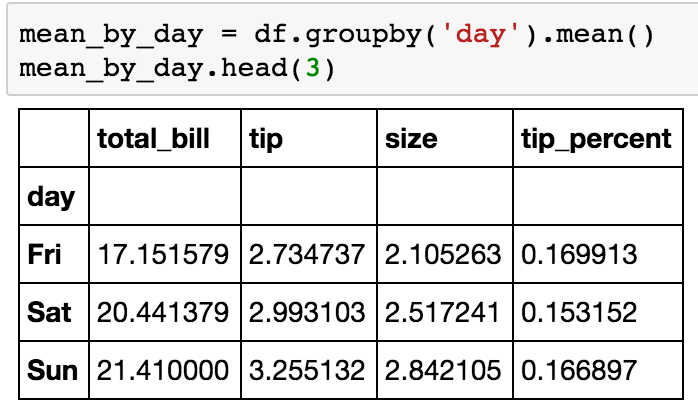 mean_by_day = df.groupby('day').mean()
mean_by_day.head(3)
total_bill tip size tip_percent
day
Fri 17.151579 2.734737 2.105263 0.169913
Sat 20.441379 2.993103 2.517241 0.153152
Sun 21.410000 3.255132 2.842105 0.166897